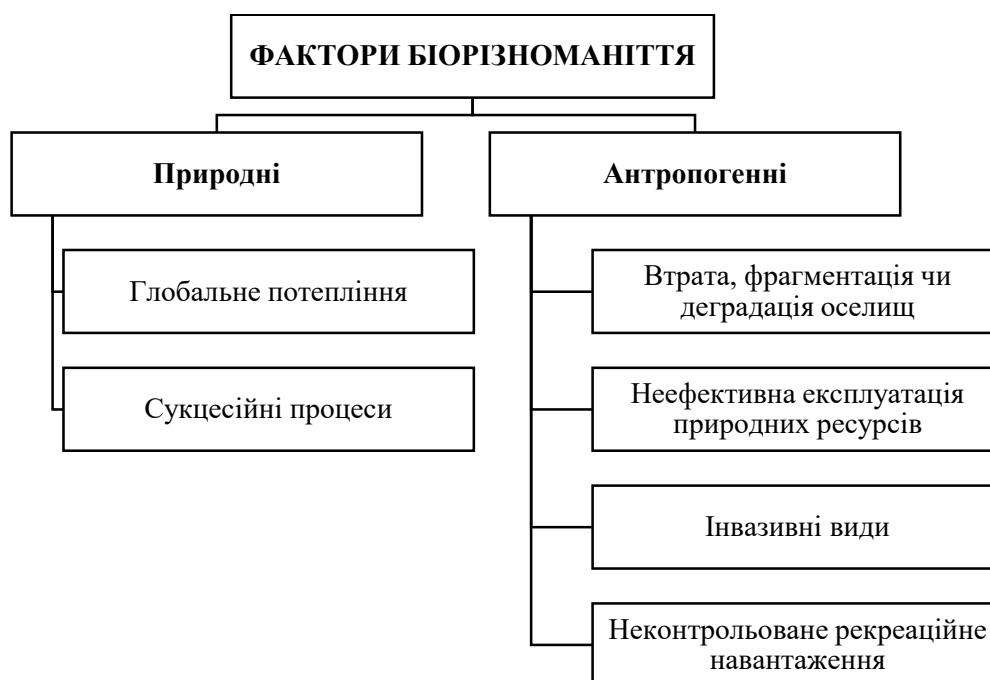 ФАКТОРИ БІОРІЗНОМАНІТТЯ
Природні
Глобальне потепління
Сукцесійні процеси
Антропогенні
Втрата, фрагментація чи
деградація оселищ
Неефективна експлуатація
природних ресурсів
Інвазивні види
Неконтрольоване рекреаційне
навантаження